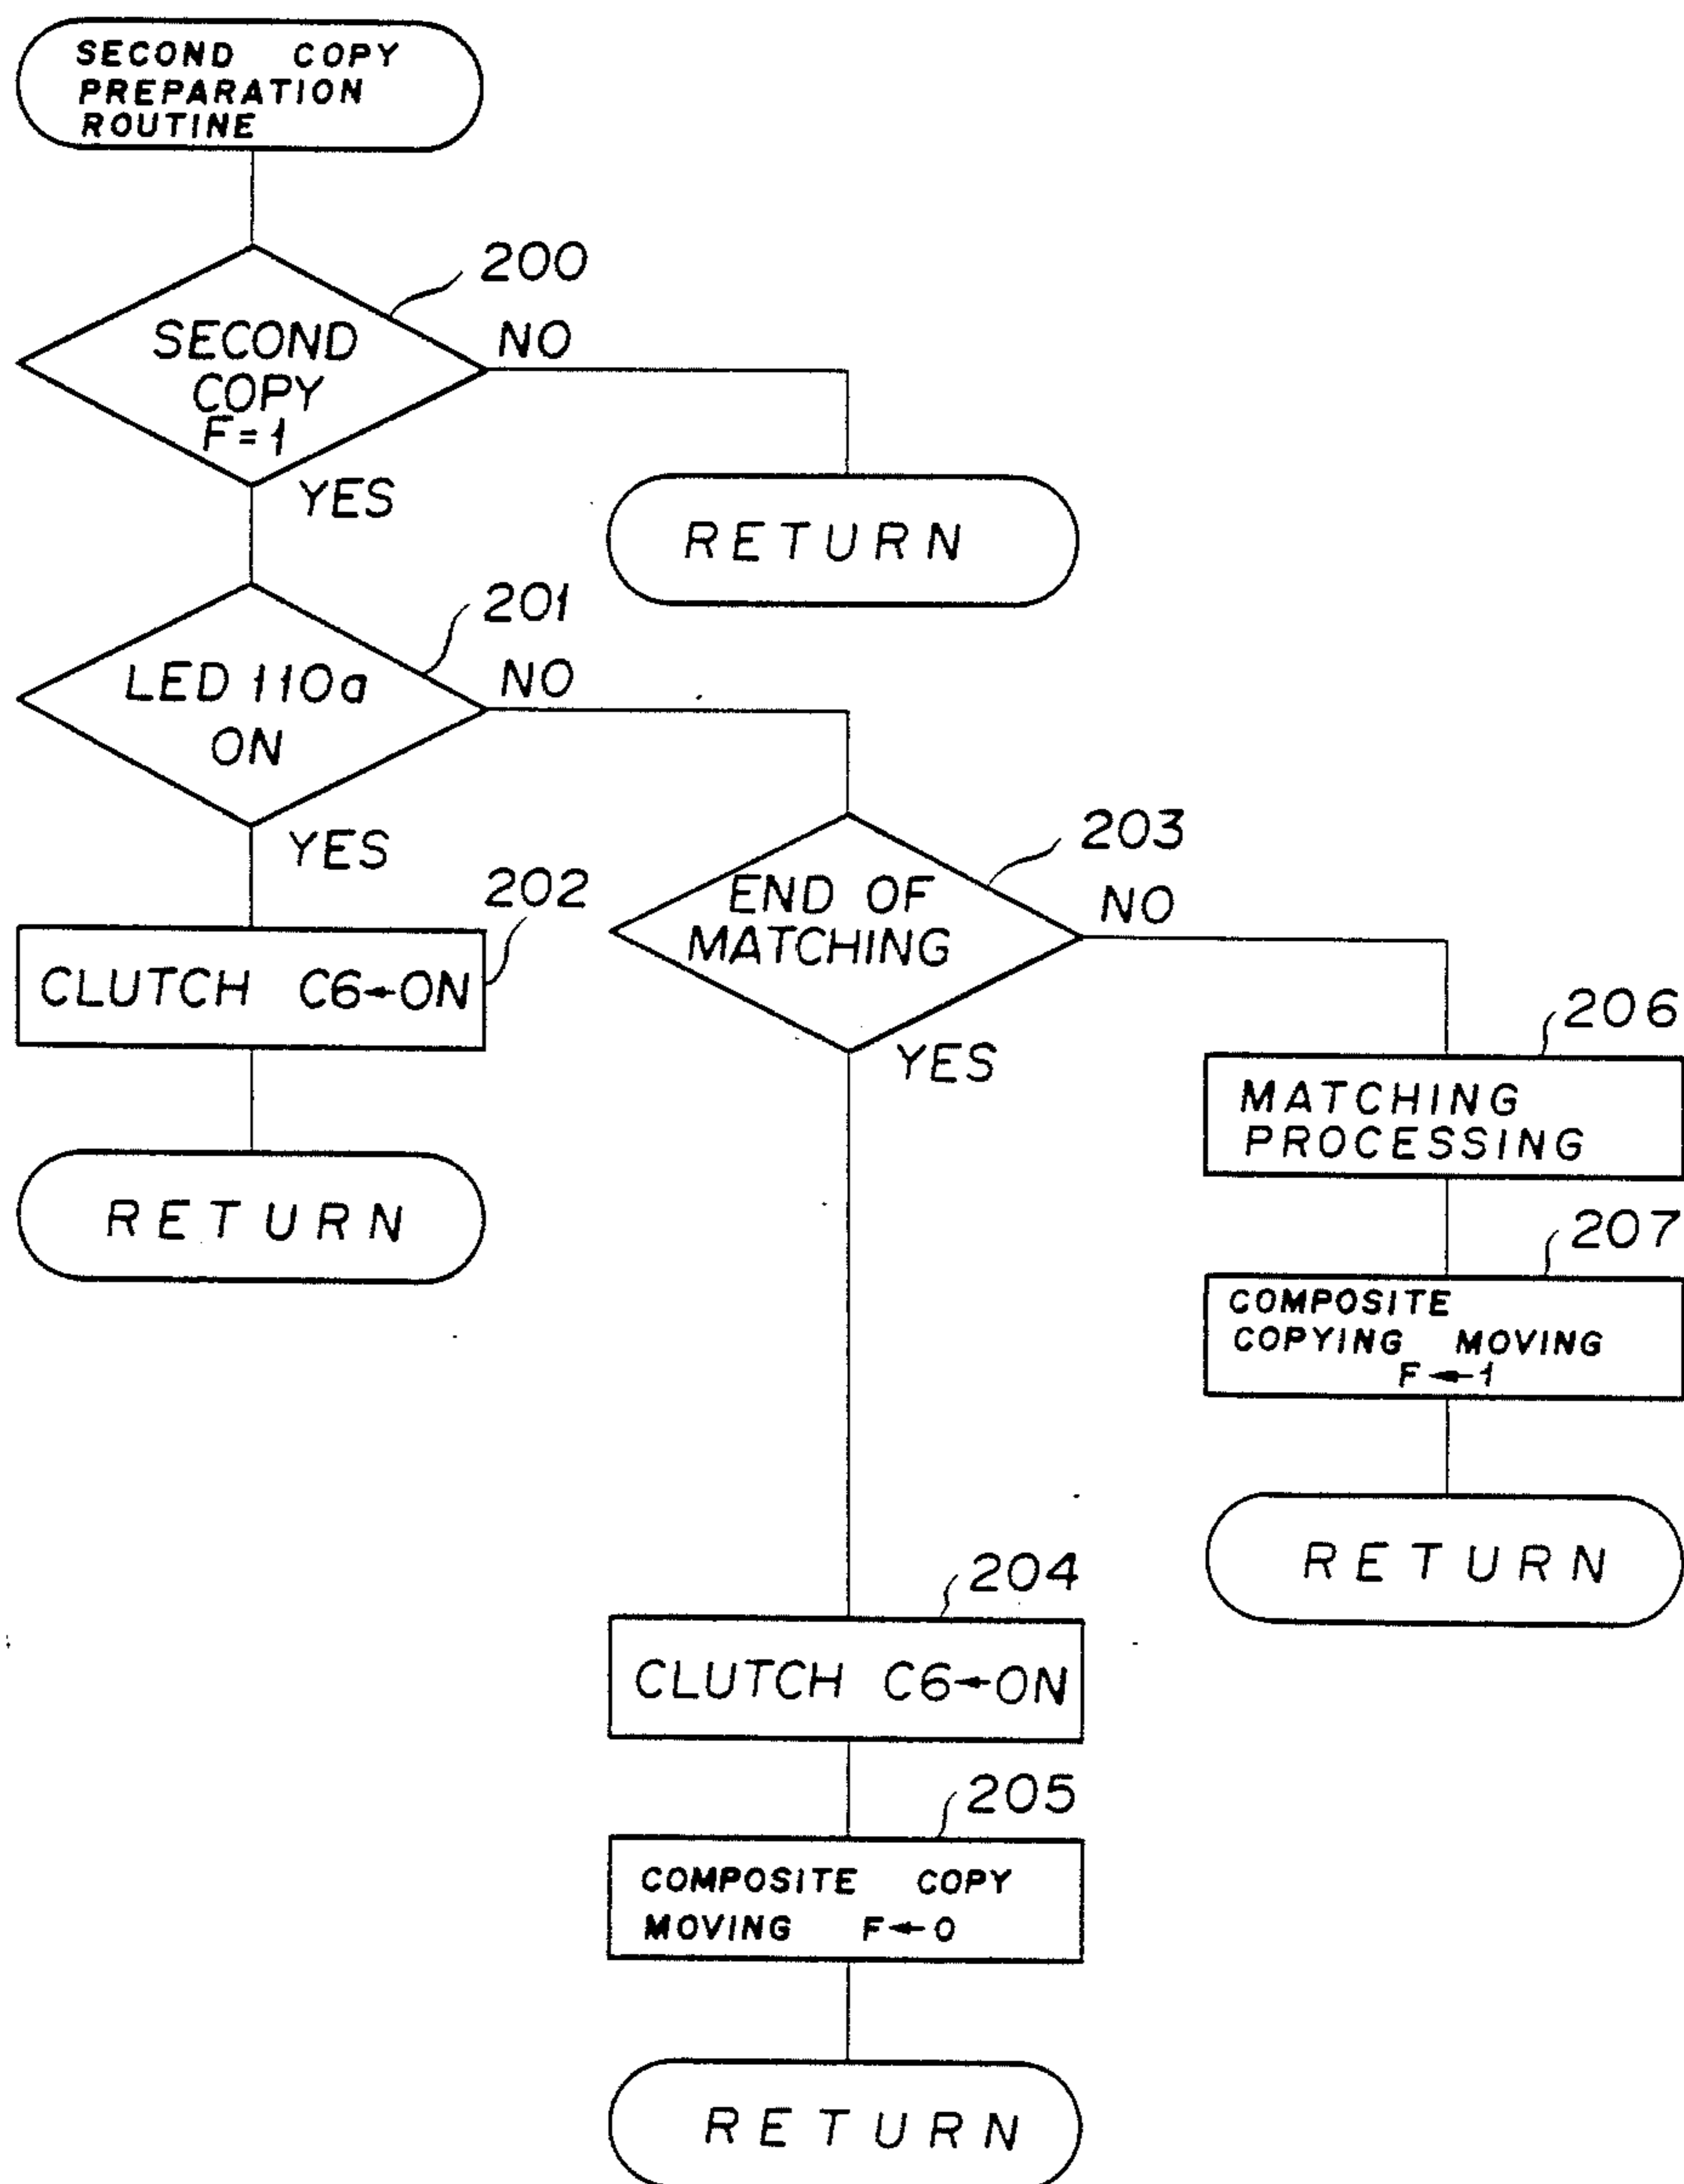 SECOND COPY
PREPARATION
ROUTINE
200
SECOND
COPY
F=1
NO
YES
RETURN
201
LED 110a
ON
NO
YES
202
CLUTCH C6←ON
RETURN
203
END OF
MATCHING
NO
YES
206
MATCHING
PROCESSING
207
COMPOSITE
COPYING MOVING
F←1
RETURN
204
CLUTCH C6←ON
205
COMPOSITE COPY
MOVING F←0
RETURN